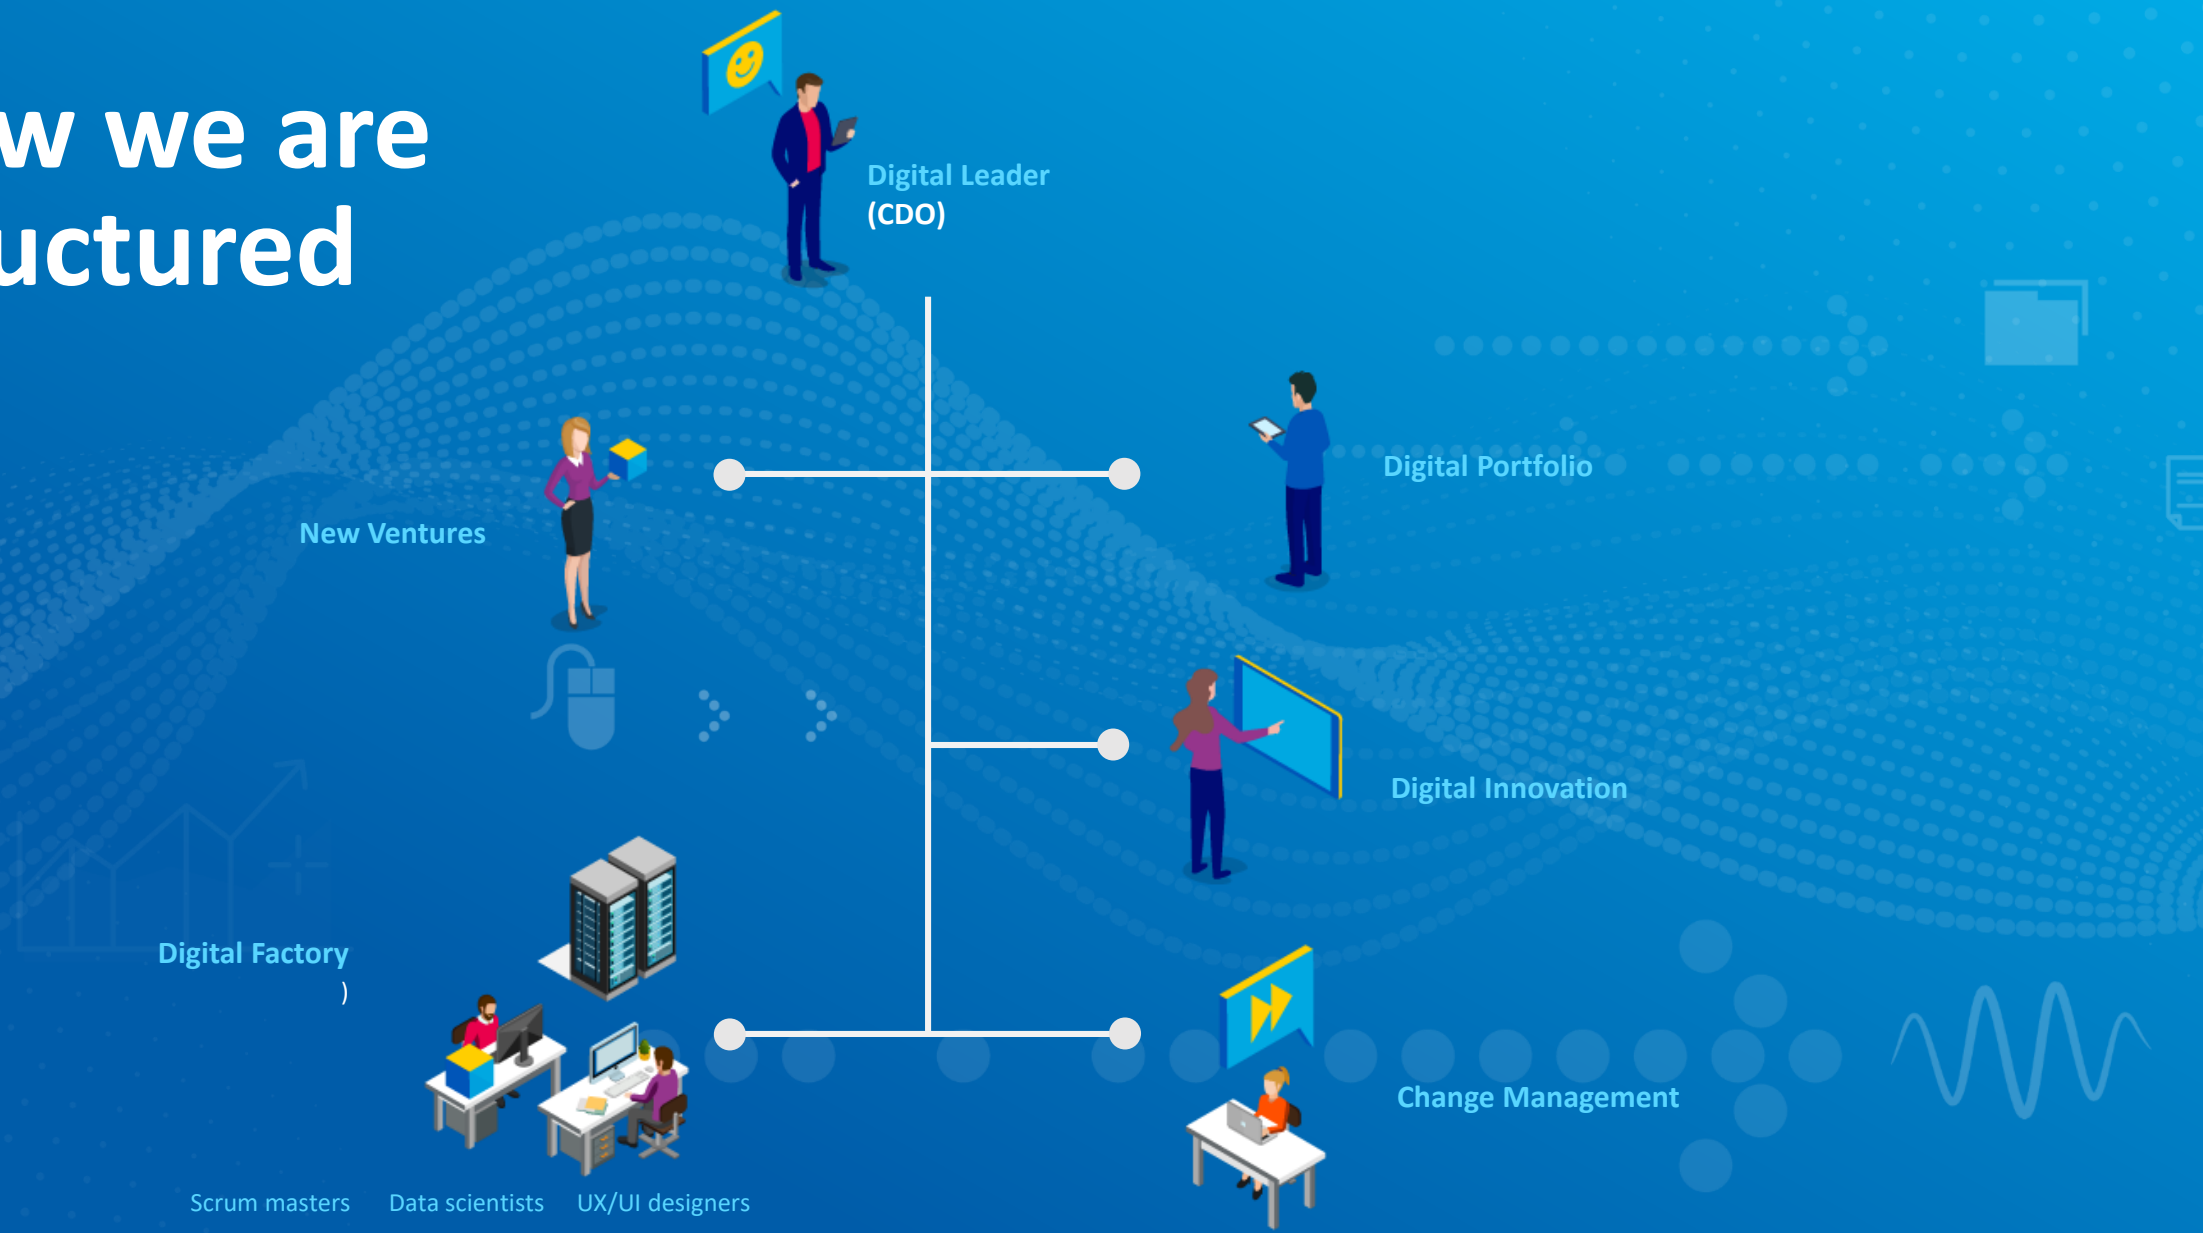 w we are
uctured
Digital Leader
(CDO)
Digital Portfolio
New Ventures
Digital Innovation
Digital Factory
)
Change Management
Scrum masters Data scientists UX/UI designers